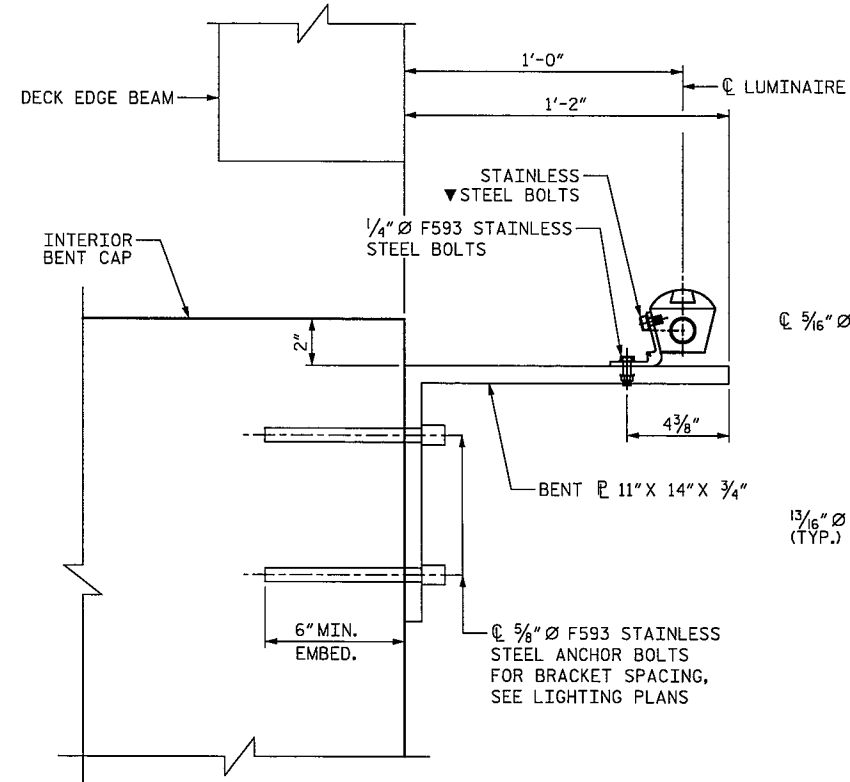 1'-0"
℄ LUMINAIRE
DECK EDGE BEAM
1'-2"
STAINLESS
▼STEEL BOLTS
1/4" Ø F593 STAINLESS
STEEL BOLTS
INTERIOR
BENT CAP
2"
℄ 5/16" Ø
4 3/8"
BENT ⅊ 11" X 14" X 3/4"
13/16" Ø
(TYP.)
6" MIN.
EMBED.
℄ 5/8" Ø F593 STAINLESS
STEEL ANCHOR BOLTS
FOR BRACKET SPACING,
SEE LIGHTING PLANS